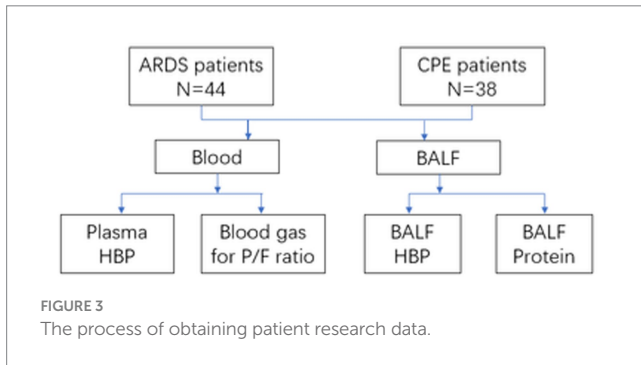 ARDS patients
N=44
CPE patients
N=38
Blood
BALF
Plasma
HBP
Blood gas
for P/F ratio
BALF
HBP
BALF
Protein
FIGURE 3
The process of obtaining patient research data.